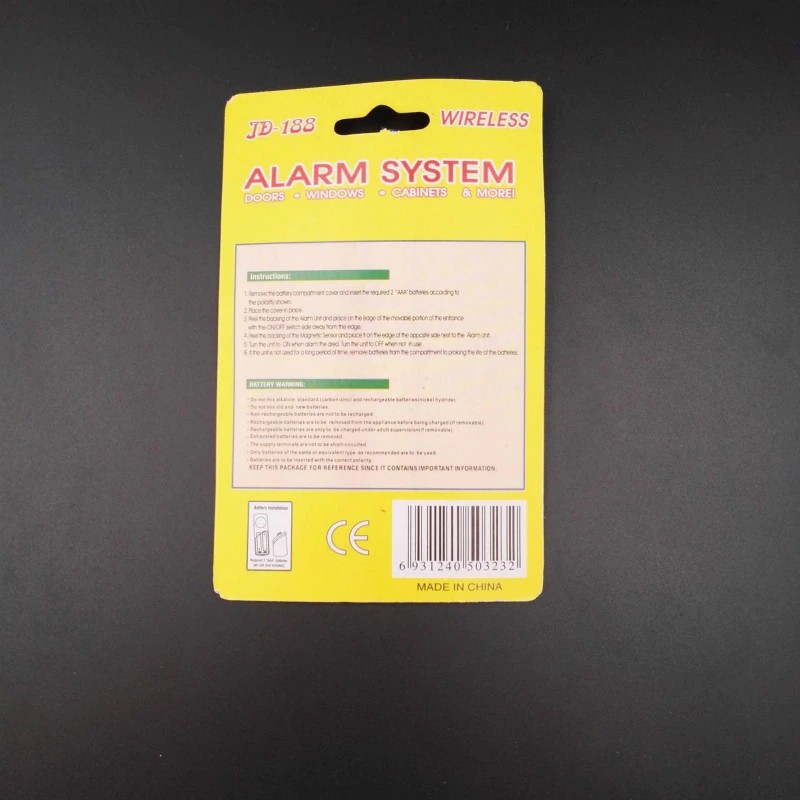 JD-188
WIRELESS
ALARM SYSTEM
DOORS • WINDOWS • CABINETS & MORE!
Instructions:
1. Remove the battery compartment cover and insert the required 2 "AAA" batteries according to
the polarity shown.
2. Place the cover in place.
3. Peel the backing of the Alarm Unit and place on the edge of the movable portion of the entrance
with the ON/OFF switch side away from the edge.
4. Peel the backing of the Magnetic Sensor and place it on the edge of the opposite side next to the Alarm Unit.
5. Turn the unit to ON when alarm the area. Turn the unit to OFF when not in use
6. If the unit is not used for a long period of time, remove batteries from the compartment to prolong the life of the batteries.
BATTERY WARNING:
- Do not this alkaline, standard (carbon-zinc) and rechargeable batteries(nickel hydride).
- Do not mix old and new batteries.
- Non-rechargeable batteries are not to be recharged.
- Rechargeable batteries are to be removed from the appliance before being charged (if removable).
- Rechargeable batteries are only to be charged under adult supervision(if removable).
- Exhausted batteries are to be removed.
- The supply terminals are not to be short-circuited.
- Only batteries of the same or equivalent type as recommended are to be used.
- Batteries are to be inserted with the correct polarity.
KEEP THIS PACKAGE FOR REFERENCE SINCE IT CONTAINS IMPORTANT INFORMATION.
Battery Installation
Requires 2 "AAA" batteries
per unit (not included).
CE
6 931240 503232
MADE IN CHINA